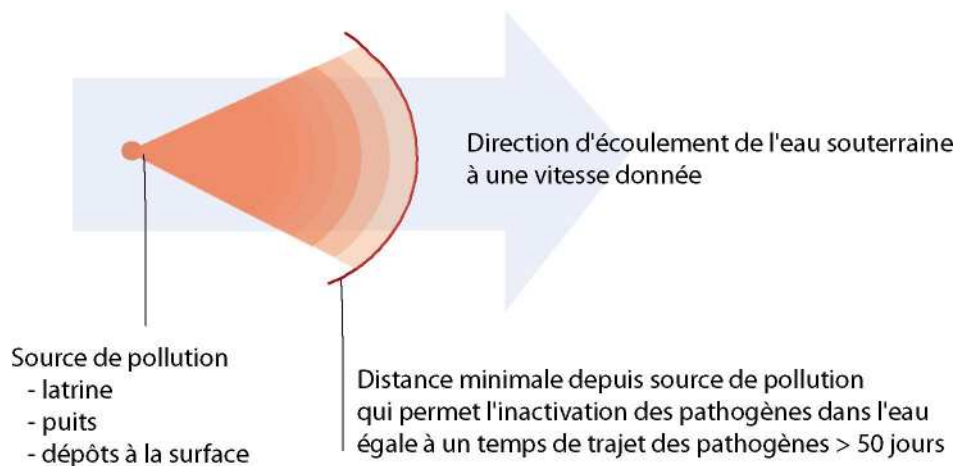 Direction d'écoulement de l'eau souterraine
à une vitesse donnée
Source de pollution
- latrine
- puits
- dépôts à la surface
Distance minimale depuis source de pollution
qui permet l'inactivation des pathogènes dans l'eau
égale à un temps de trajet des pathogènes > 50 jours